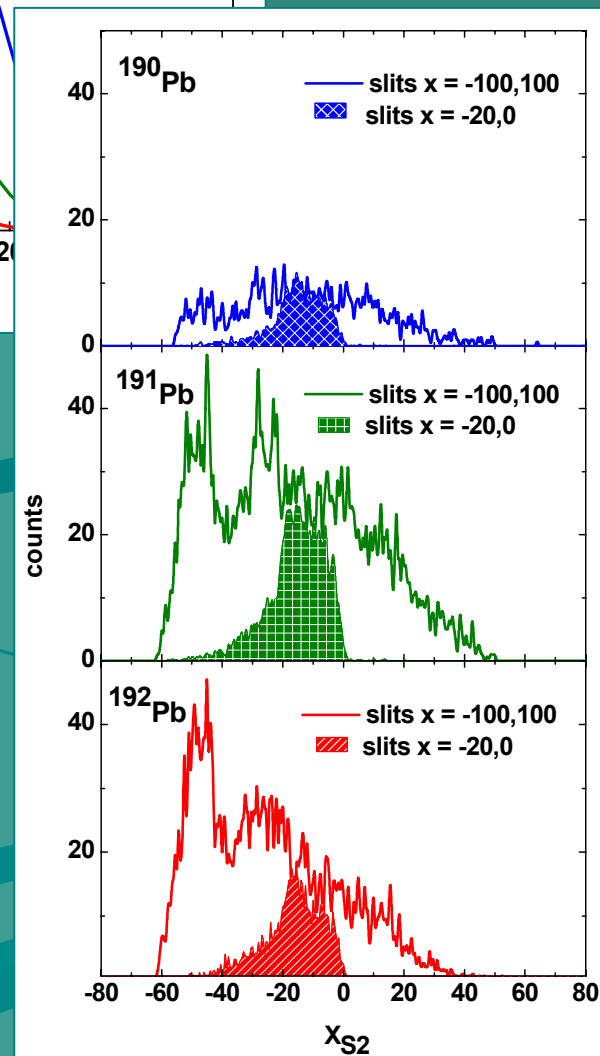 190Pb
slits x = -100,100
slits x = -20,0
40
20
0
191Pb
slits x = -100,100
slits x = -20,0
40
20
0
counts
192Pb
slits x = -100,100
slits x = -20,0
40
20
-80 -60 -40 -20 0 20 40 60 80
XS2